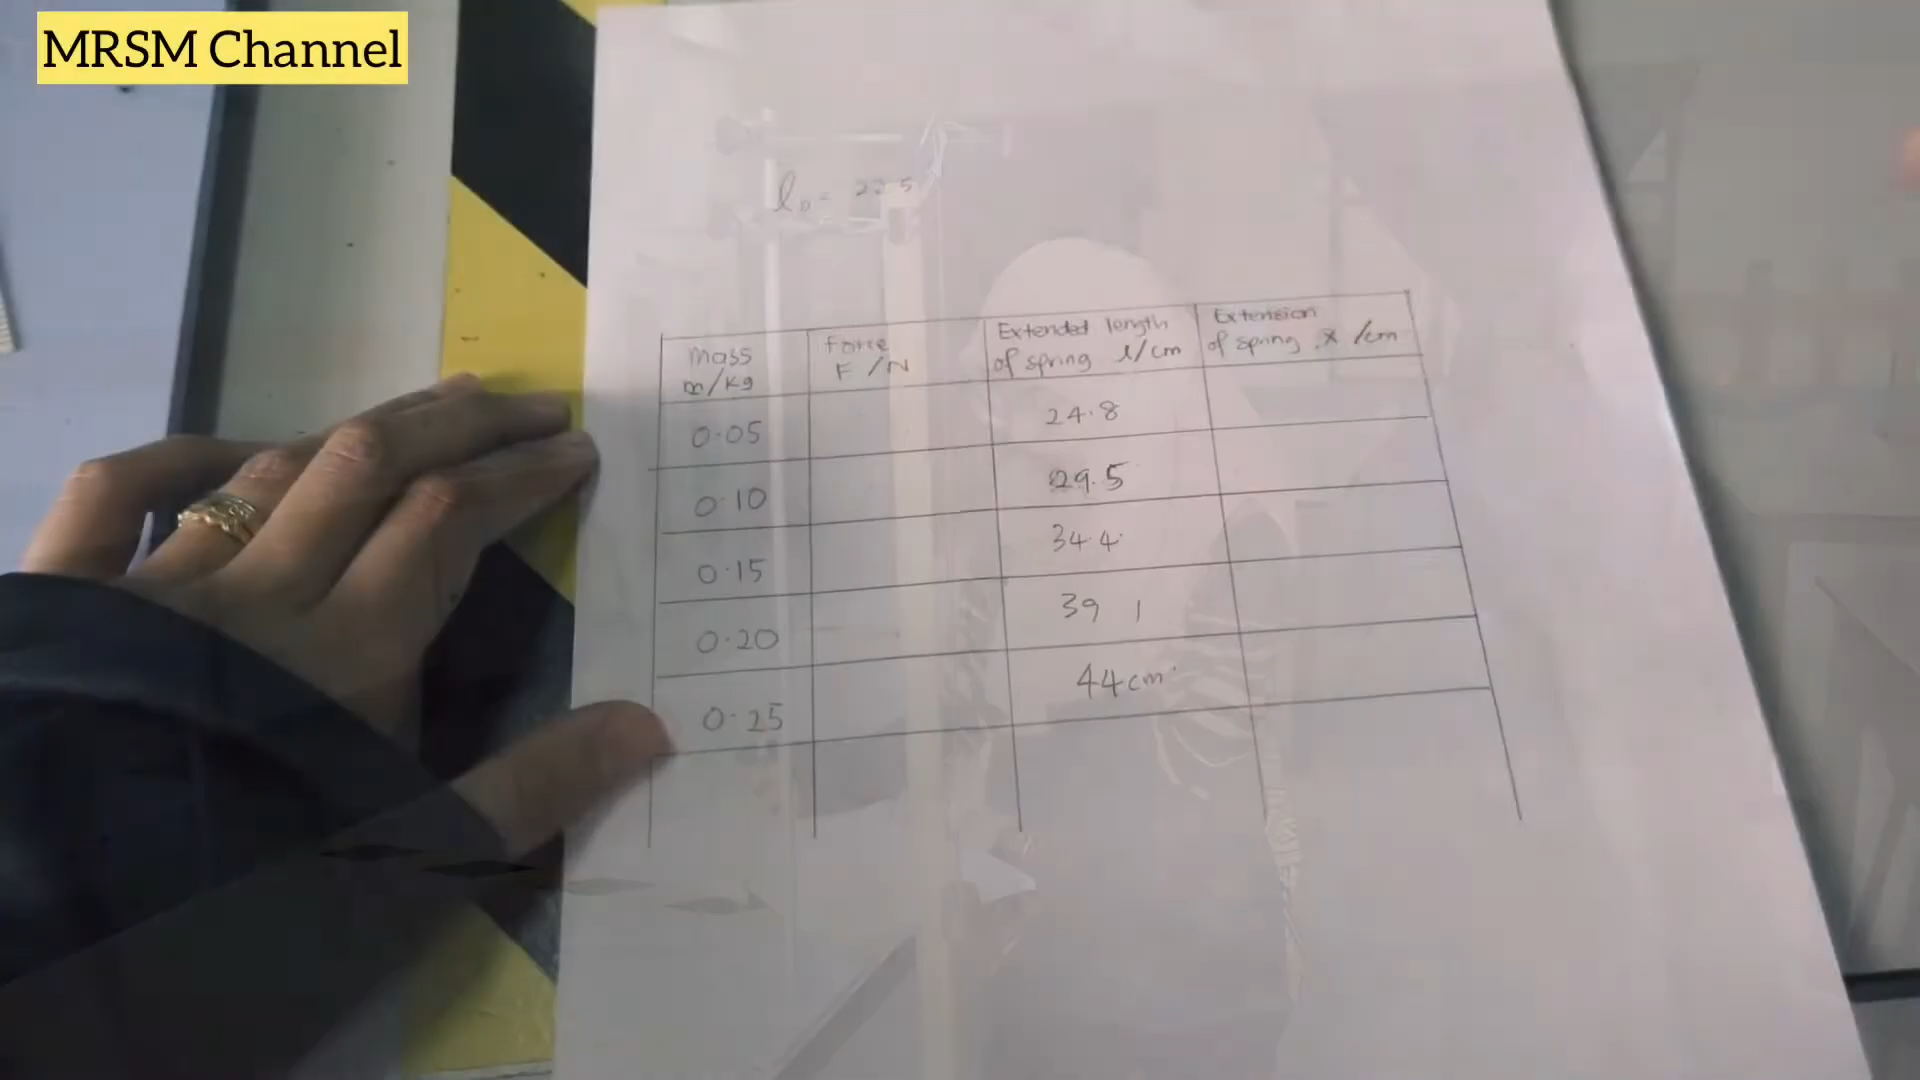 MRSM Channel
l₀ = 22.5
Mass m/kg
Force F/N
Extended length of spring l/cm
Extension of spring x/cm
0.05
24.8
0.10
29.5
0.15
34.4
0.20
39 1
0.25
44cm